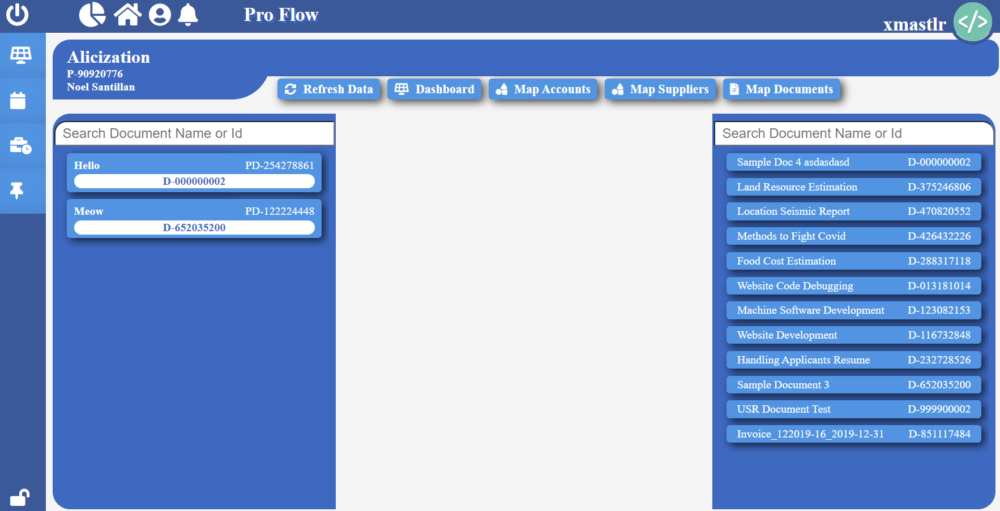 Pro Flow
xmastlr
Alicization
P-90920776
Noel Santillan
Refresh Data
Dashboard
Map Accounts
Map Suppliers
Map Documents
Search Document Name or Id
Hello PD-254278861
D-000000002
Meow PD-122224448
D-652035200
Search Document Name or Id
Sample Doc 4 asdasdasd D-000000002
Land Resource Estimation D-375246806
Location Seismic Report D-470820552
Methods to Fight Covid D-426432226
Food Cost Estimation D-288317118
Website Code Debugging D-013181014
Machine Software Development D-123082153
Website Development D-116732848
Handling Applicants Resume D-232728526
Sample Document 3 D-652035200
USR Document Test D-999900002
Invoice_122019-16_2019-12-31 D-851117484